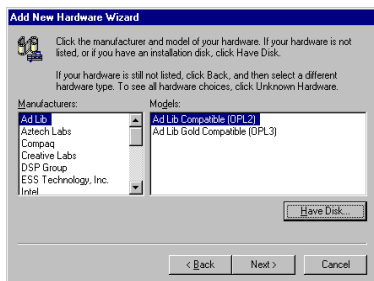 Add New Hardware Wizard
Click the manufacturer and model of your hardware. If your hardware is not
listed, or if you have an installation disk, click Have Disk.
If your hardware is still not listed, click Back, and then select a different
hardware type. To see all hardware choices, click Unknown Hardware.
Manufacturers:
Models:
Ad Lib
Aztech Labs
Compaq
Creative Labs
DSP Group
ESS Technology, Inc.
Intel
Ad Lib Compatible (OPL2)
Ad Lib Gold Compatible (OPL3)
Have Disk...
< Back
Next >
Cancel